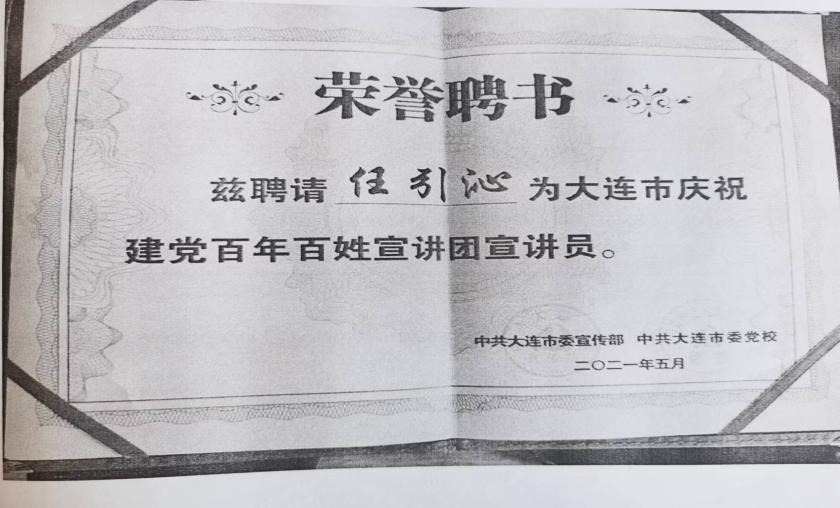 荣誉聘书
兹聘请 任引沁 为大连市庆祝
建党百年百姓宣讲团宣讲员。
中共大连市委宣传部 中共大连市委党校
二〇二一年五月